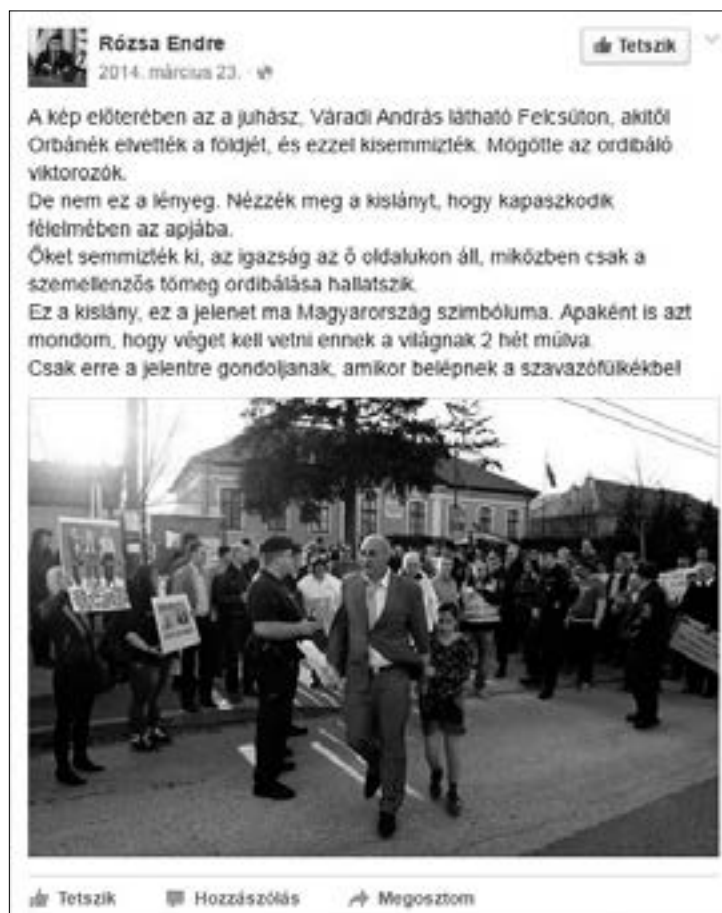 Rózsa Endre
Tetszik
2014. március 23.
A kép előterében az a juhász, Váradi András látható Felcsúton, akitől
Orbánék elvették a földjét, és ezzel kisemmizték. Mögötte az ordibáló
viktorozók.
De nem ez a lényeg. Nézzék meg a kislányt, hogy kapaszkodik
félelmében az apjába.
Őket semmizték ki, az igazság az ő oldalukon áll, miközben csak a
szemellenzős tömeg ordibálása hallatszik.
Ez a kislány, ez a jelenet ma Magyarország szimbóluma. Apaként is azt
mondom, hogy véget kell vetni ennek a világnak 2 hét múlva.
Csak erre a jelentre gondoljanak, amikor belépnek a szavazófülkékbe!
Tetszik
Hozzászólás
Megosztom